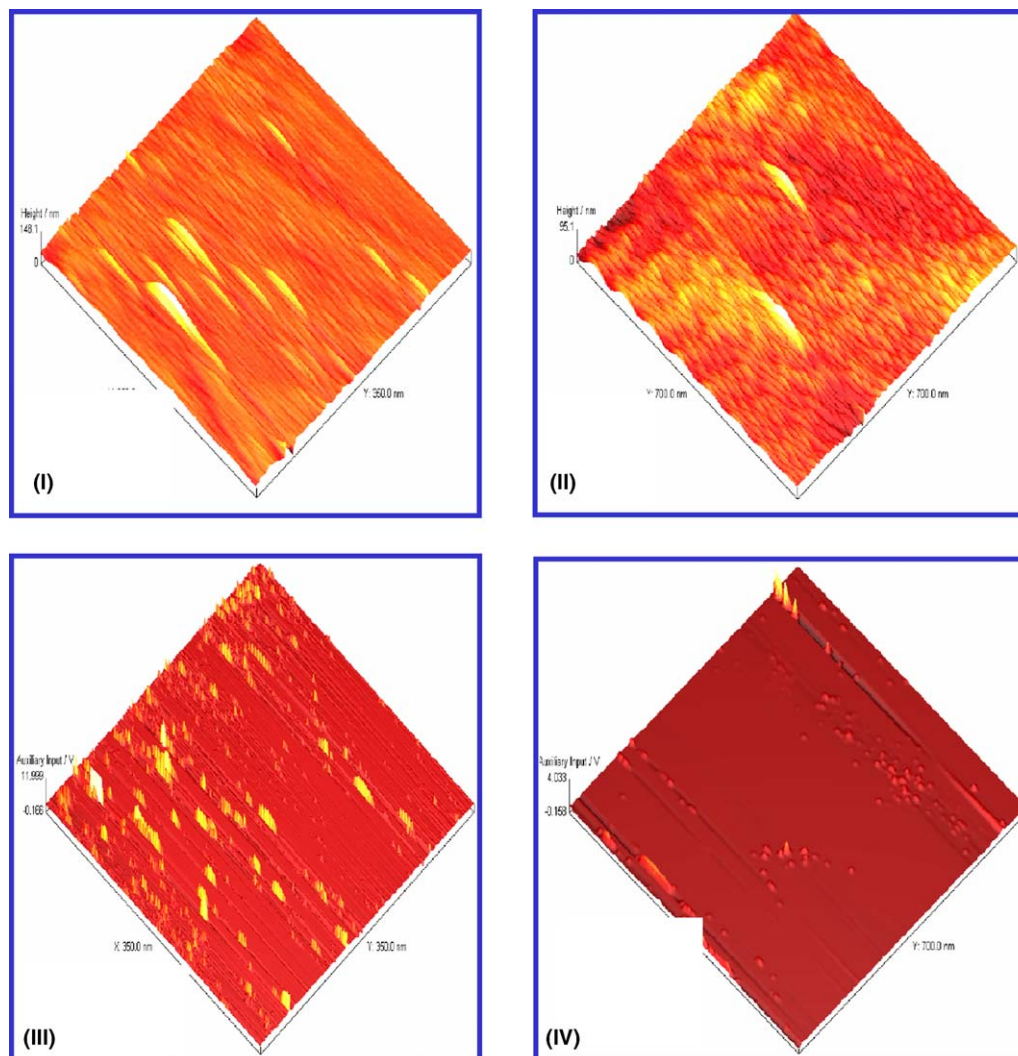 Height / nm
148.1
0
Y: 350.0 nm
(I)
Height / nm
95.1
0
Y: 700.0 nm
Y: 700.0 nm
(II)
Auxiliary Input / V
11.999
-0.166
X: 350.0 nm
Y: 350.0 nm
(III)
Auxiliary Input / V
4.033
-0.158
Y: 700.0 nm
(IV)